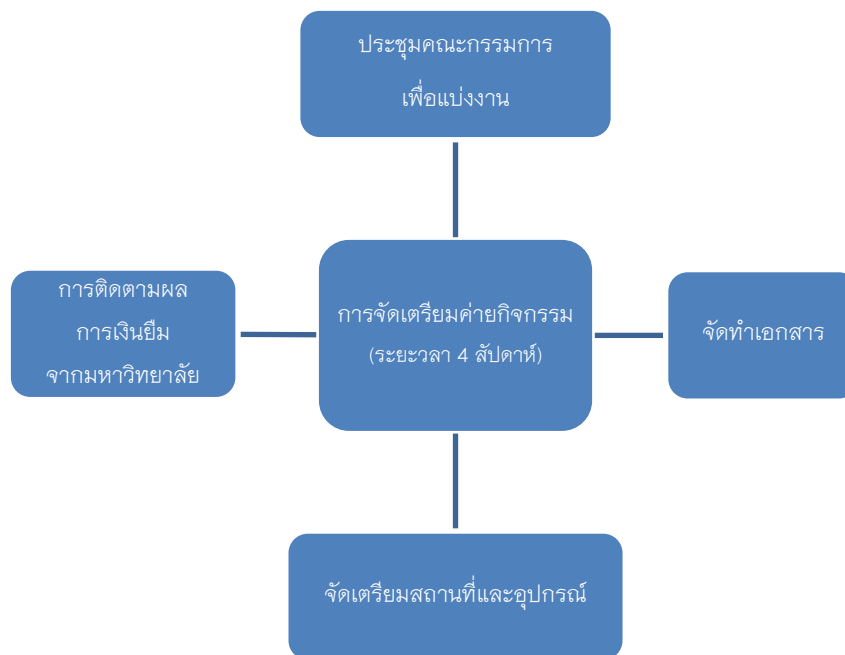 ประชุมคณะกรรมการ
เพื่อแบ่งงาน
การติดตามผล
การเงินยืม
จากมหาวิทยาลัย
การจัดเตรียมค่ายกิจกรรม
(ระยะวลา 4 สัปดาห์)
จัดทำเอกสาร
จัดเตรียมสถานที่และอุปกรณ์